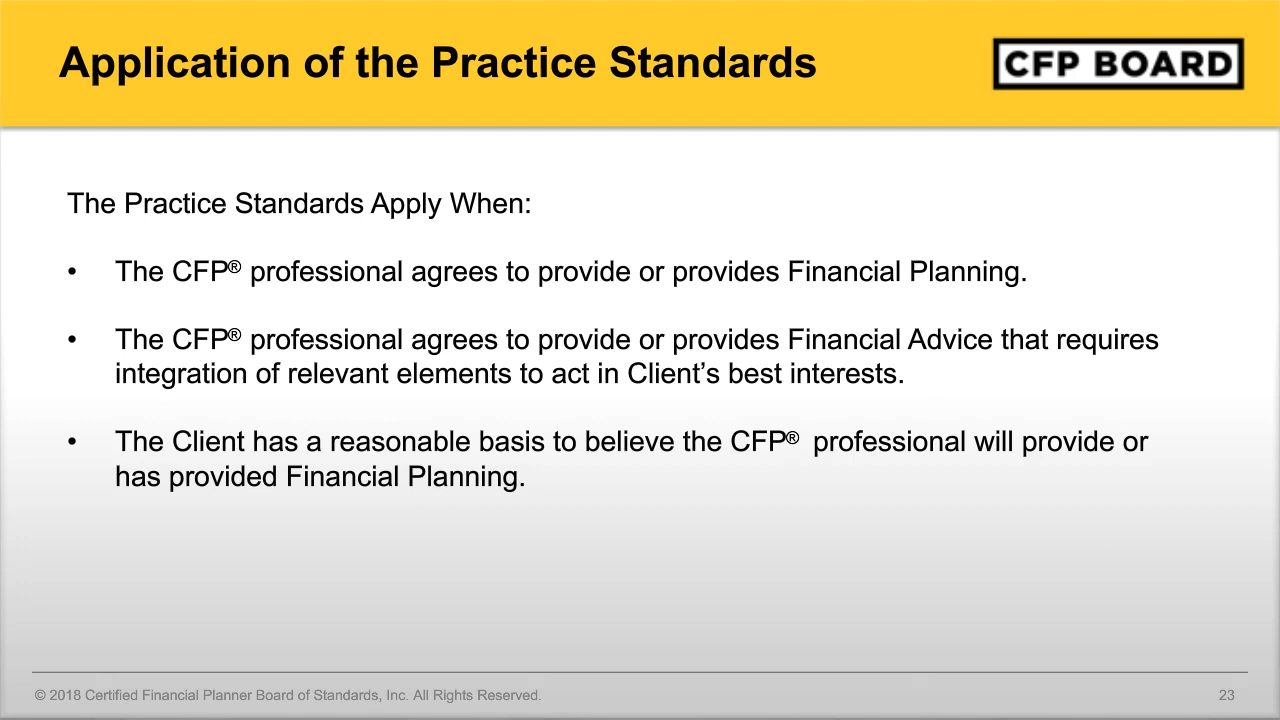 Application of the Practice Standards
CFP BOARD
The Practice Standards Apply When:
• The CFP® professional agrees to provide or provides Financial Planning.
• The CFP® professional agrees to provide or provides Financial Advice that requires
integration of relevant elements to act in Client’s best interests.
• The Client has a reasonable basis to believe the CFP® professional will provide or
has provided Financial Planning.
© 2018 Certified Financial Planner Board of Standards, Inc. All Rights Reserved.
23